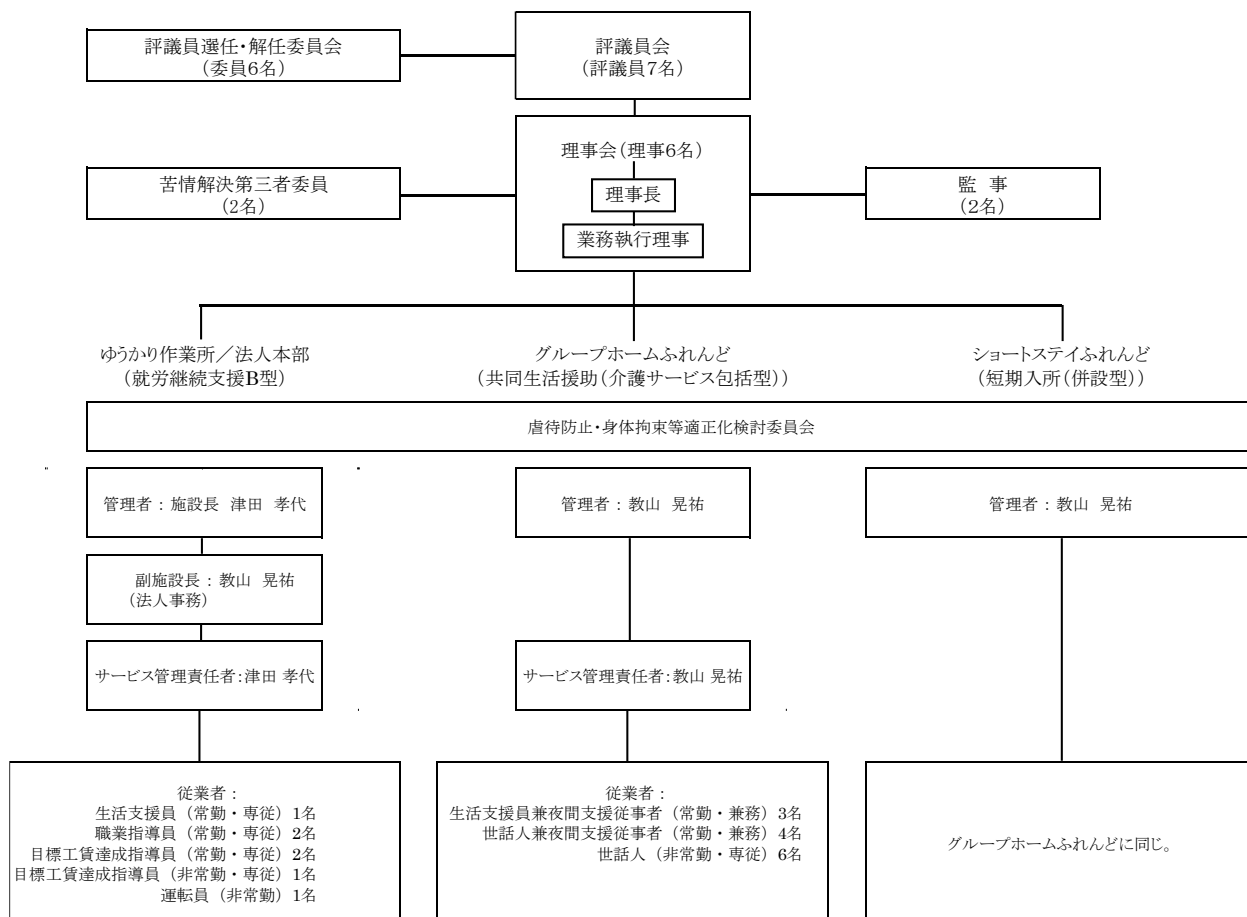 評議員選任・解任委員会
(委員6名)
評議員会
(評議員7名)
理事会(理事6名)
理事長
業務執行理事
苦情解決第三者委員
(2名)
監 事
(2名)
ゆうかり作業所/法人本部
(就労継続支援B型)
グループホームふれんど
(共同生活援助(介護サービス包括型))
ショートステイふれんど
(短期入所(併設型))
虐待防止・身体拘束等適正化検討委員会
管理者：施設長 津田 孝代
管理者：教山 晃祐
管理者：教山 晃祐
副施設長：教山 晃祐
(法人事務)
サービス管理責任者：津田 孝代
サービス管理責任者：教山 晃祐
従業者：
生活支援員（常勤・専従）1名
職業指導員（常勤・専従）2名
目標工賃達成指導員（常勤・専従）2名
目標工賃達成指導員（非常勤・専従）1名
運転員（非常勤）1名
従業者：
生活支援員兼夜間支援従事者（常勤・兼務）3名
世話人兼夜間支援従事者（常勤・兼務）4名
世話人（非常勤・専従）6名
グループホームふれんどに同じ。